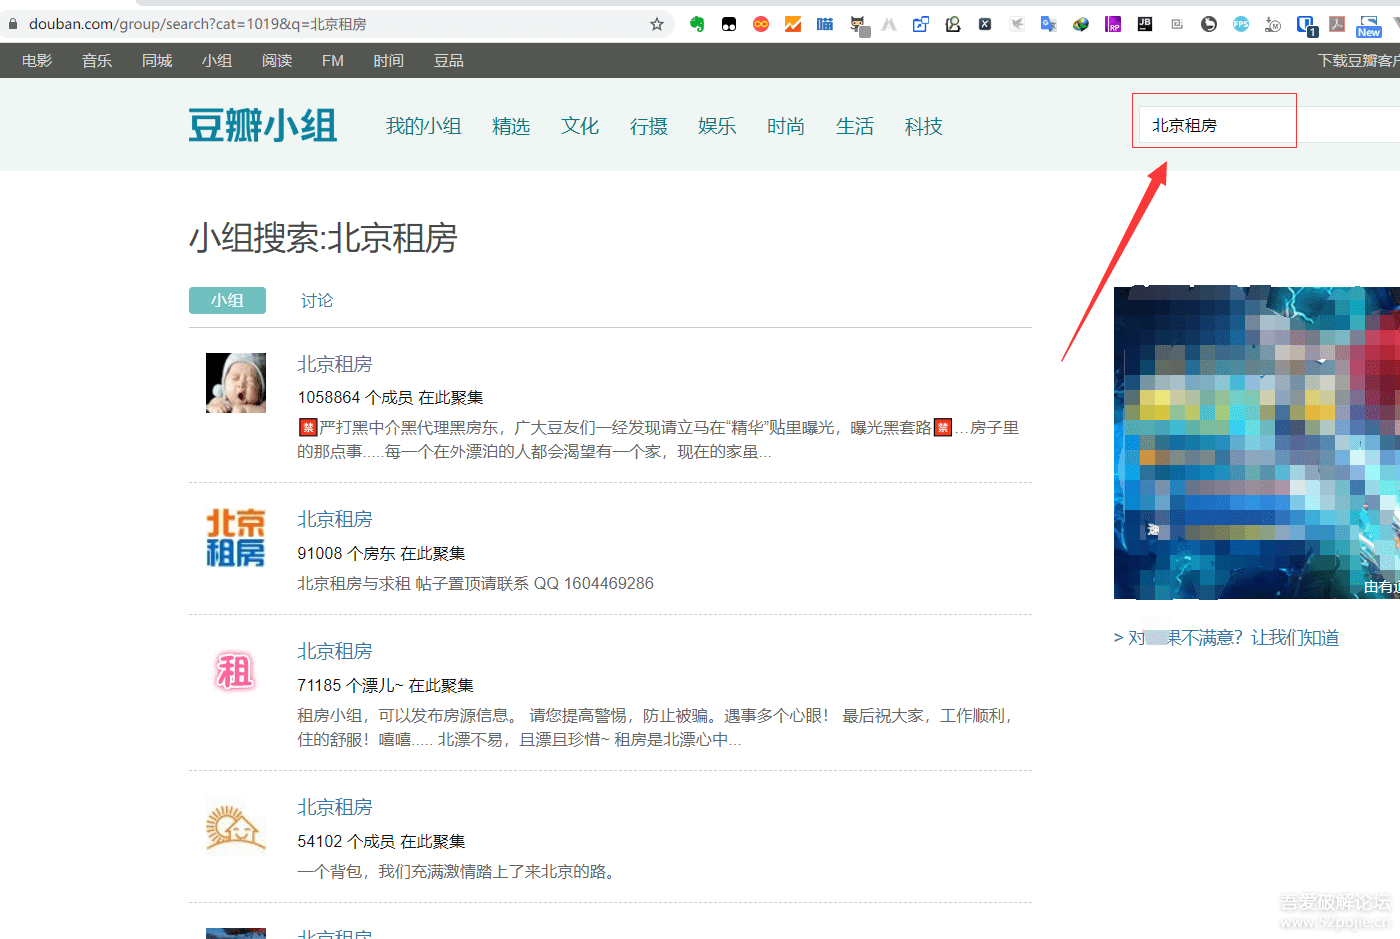 douban.com/group/search?cat=1019&q=北京租房
New
电影 音乐 同城 小组 阅读 FM 时间 豆品
下载豆瓣客户
豆瓣小组 我的小组 精选 文化 行摄 娱乐 时尚 生活 科技
北京租房
小组搜索:北京租房
小组 讨论
北京租房
1058864 个成员 在此聚集
禁严打黑中介黑代理黑房东，广大豆友们一经发现请立马在“精华”贴里曝光，曝光黑套路禁…房子里
的那点事.....每一个在外漂泊的人都会渴望有一个家，现在的家虽...
北京租房
北京租房
91008 个房东 在此聚集
北京租房与求租 帖子置顶请联系 QQ 1604469286
租
北京租房
71185 个漂儿~ 在此聚集
租房小组，可以发布房源信息。 请您提高警惕，防止被骗。遇事多个心眼！ 最后祝大家，工作顺利，
住的舒服！嘻嘻..... 北漂不易，且漂且珍惜~ 租房是北漂心中...
北京租房
54102 个成员 在此聚集
一个背包，我们充满激情踏上了来北京的路。
北京租房
由有道
> 对 果不满意？让我们知道
吾爱破解论坛
www.52pojie.cn